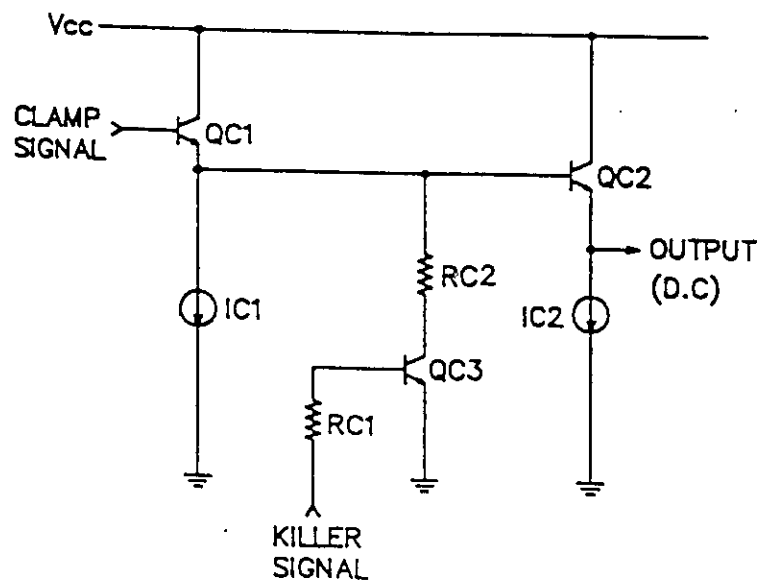 Vcc
CLAMP
SIGNAL
QC1
QC2
OUTPUT
(D.C)
RC2
IC1
IC2
QC3
RC1
KILLER
SIGNAL